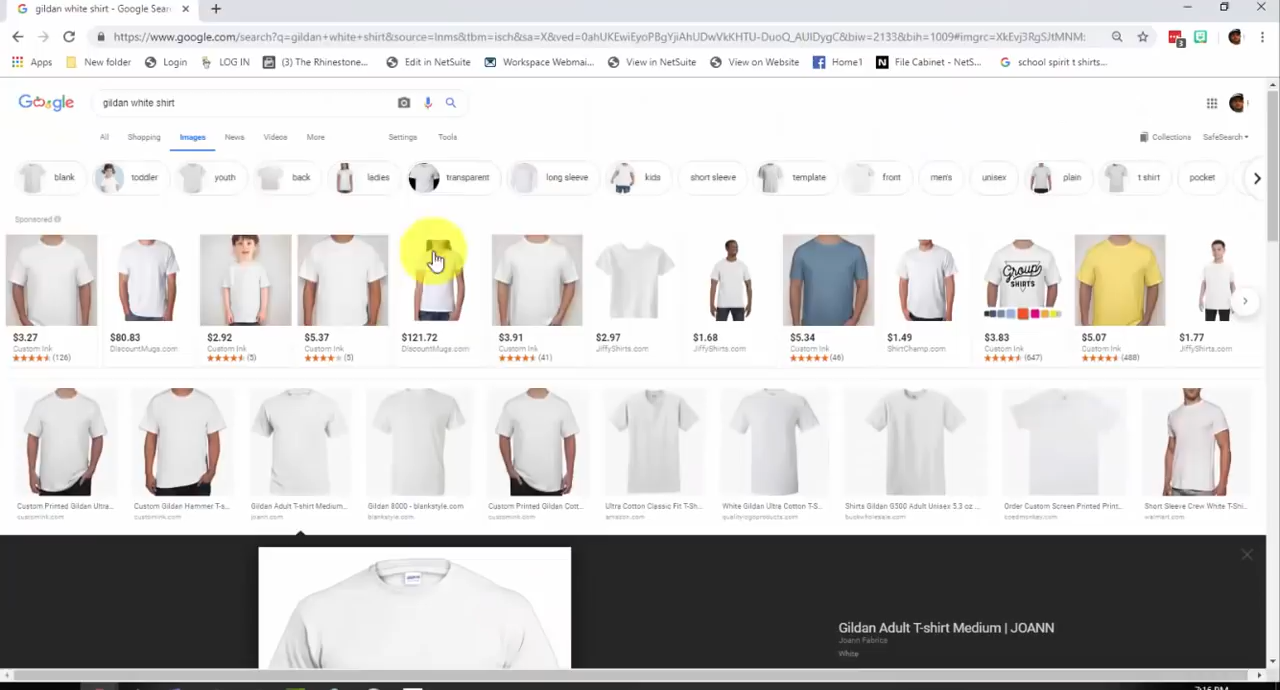 gildan white shirt - Google Sear
https://www.google.com/search?q=gildan+white+shirt&source=lnms&tbm=isch&sa=X&ved=0ahUKEwiEyoPBgYjiAhUDwVkKHTU-DuoQ_AUIDygC&biw=2133&bih=1009#imgrc=XkEvj3RgSJtMNM:
3
Apps New folder Login LOG IN (3) The Rhinestone... Edit in NetSuite Workspace Webmai... View in NetSuite View on Website Home1 File Cabinet - NetS... school spirit t shirts...
Google gildan white shirt
All Shopping Images News Videos More Settings Tools Collections SafeSearch
blank toddler youth back ladies transparent long sleeve kids short sleeve template front men's unisex plain t shirt pocket
Sponsored
Group
SHIRTS
$3.27 $80.83 $2.92 $5.37 $121.72 $3.91 $2.97 $1.68 $5.34 $1.49 $3.83 $5.07 $1.77
Custom Ink DiscountMugs.com Custom Ink Custom Ink DiscountMugs.com Custom Ink JiffyShirts.com JiffyShirts.com Custom Ink ShirtChamp.com Custom Ink Custom Ink JiffyShirts.com
(126) (5) (5) (41) (46) (647) (488)
Custom Printed Gildan Ultra... Custom Gildan Hammer T-s... Gildan Adult T-shirt Medium... Gildan 8000 - blankstyle.com Custom Printed Gildan Cott... Ultra Cotton Classic Fit T-Sh... White Gildan Ultra Cotton T-S... Shirts Gildan G500 Adult Unisex 5.3 oz ... Order Custom Screen Printed Print... Short Sleeve Crew White T-Shi...
customink.com customink.com joann.com blankstyle.com customink.com amazon.com qualitylogoproducts.com buckwholesale.com coedmonkey.com walmart.com
Gildan Adult T-shirt Medium | JOANN
Joann Fabrics
White
7:16 PM